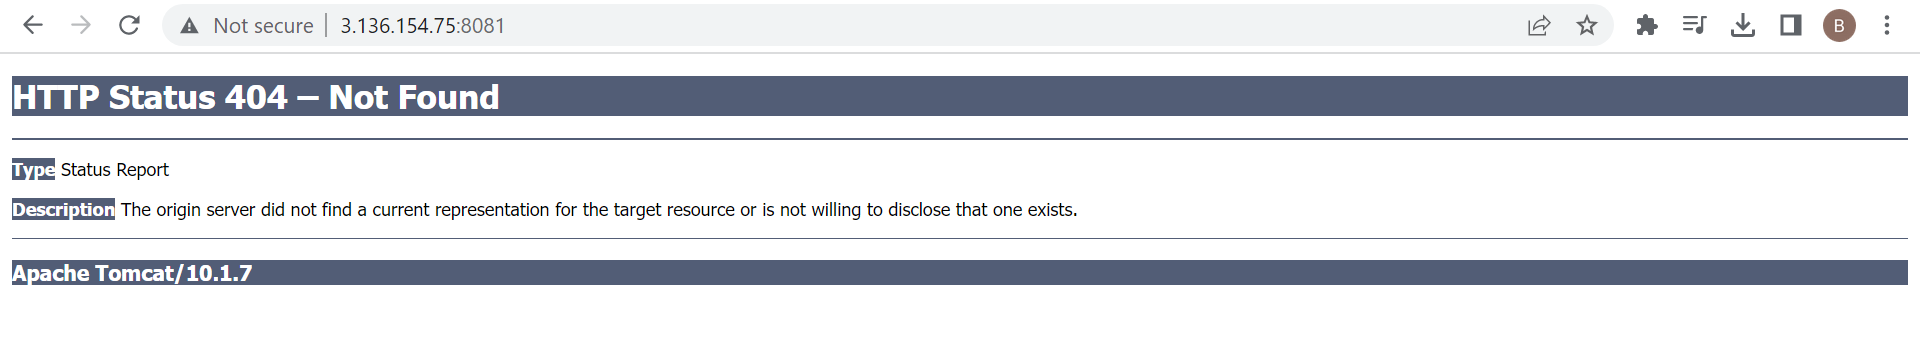 Not secure | 3.136.154.75:8081
B
HTTP Status 404 – Not Found
Type Status Report
Description The origin server did not find a current representation for the target resource or is not willing to disclose that one exists.
Apache Tomcat/10.1.7